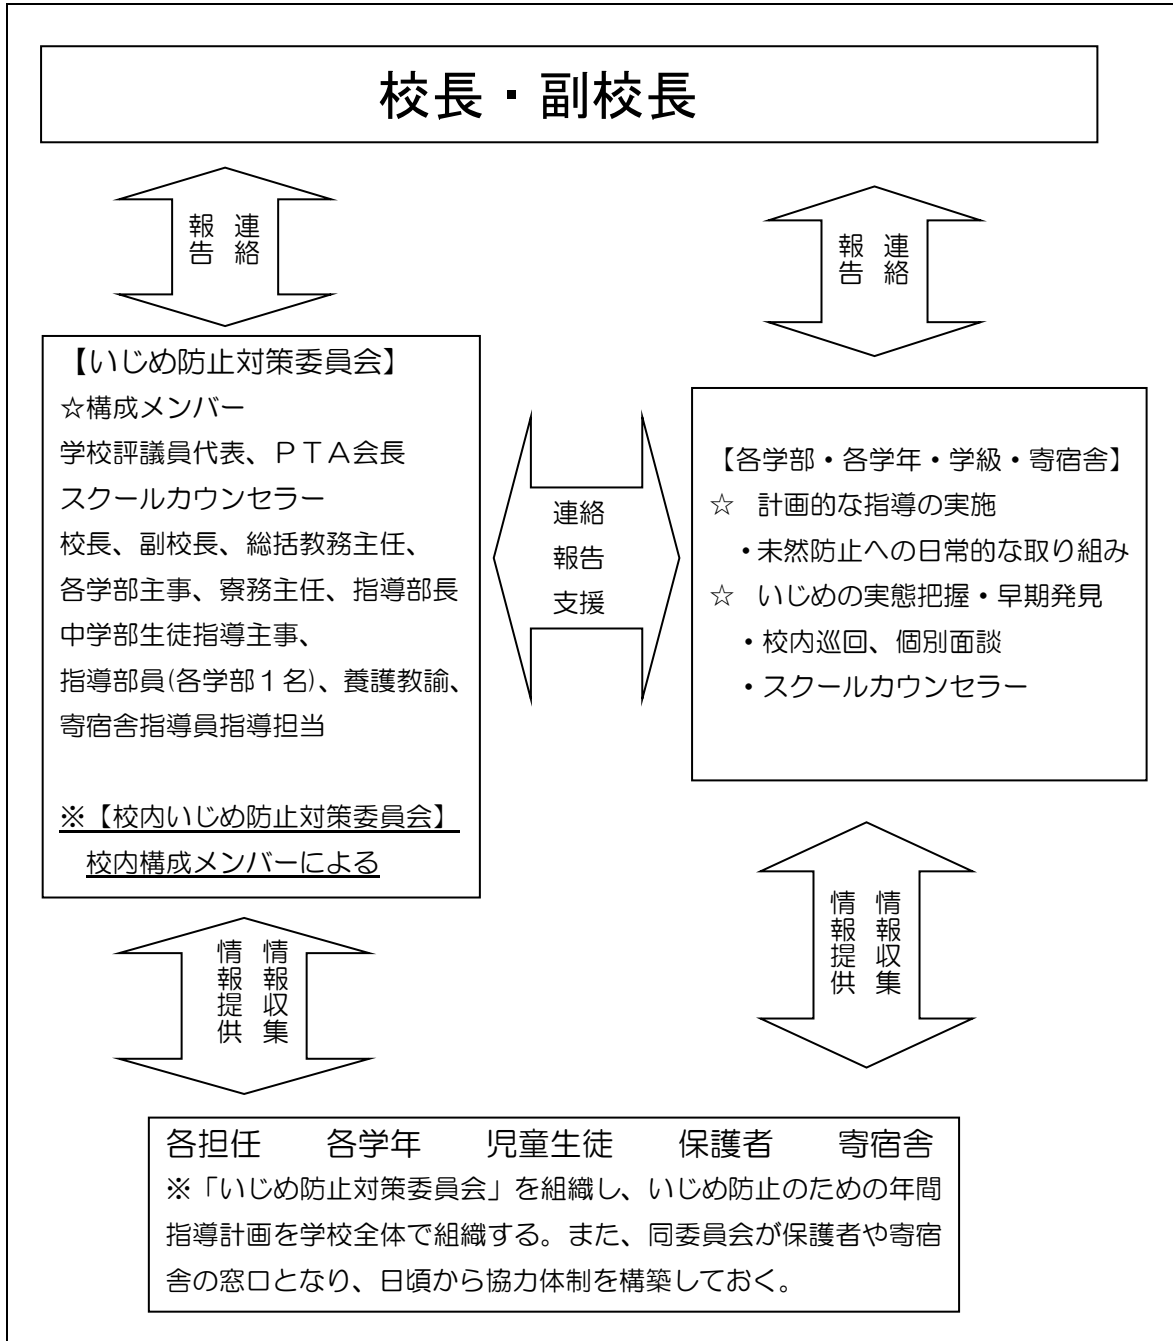 校長・副校長
連絡
報告
連絡
報告
【いじめ防止対策委員会】
☆構成メンバー
学校評議員代表、ＰＴＡ会長
スクールカウンセラー
校長、副校長、総括教務主任、
各学部主事、寮務主任、指導部長
中学部生徒指導主事、
指導部員(各学部１名)、養護教諭、
寄宿舎指導員指導担当
※【校内いじめ防止対策委員会】
校内構成メンバーによる
連絡
報告
支援
【各学部・各学年・学級・寄宿舎】
☆　計画的な指導の実施
・未然防止への日常的な取り組み
☆　いじめの実態把握・早期発見
・校内巡回、個別面談
・スクールカウンセラー
情報収集
情報提供
情報収集
情報提供
各担任　　各学年　　児童生徒　　保護者　　寄宿舎
※「いじめ防止対策委員会」を組織し、いじめ防止のための年間
指導計画を学校全体で組織する。また、同委員会が保護者や寄宿
舎の窓口となり、日頃から協力体制を構築しておく。